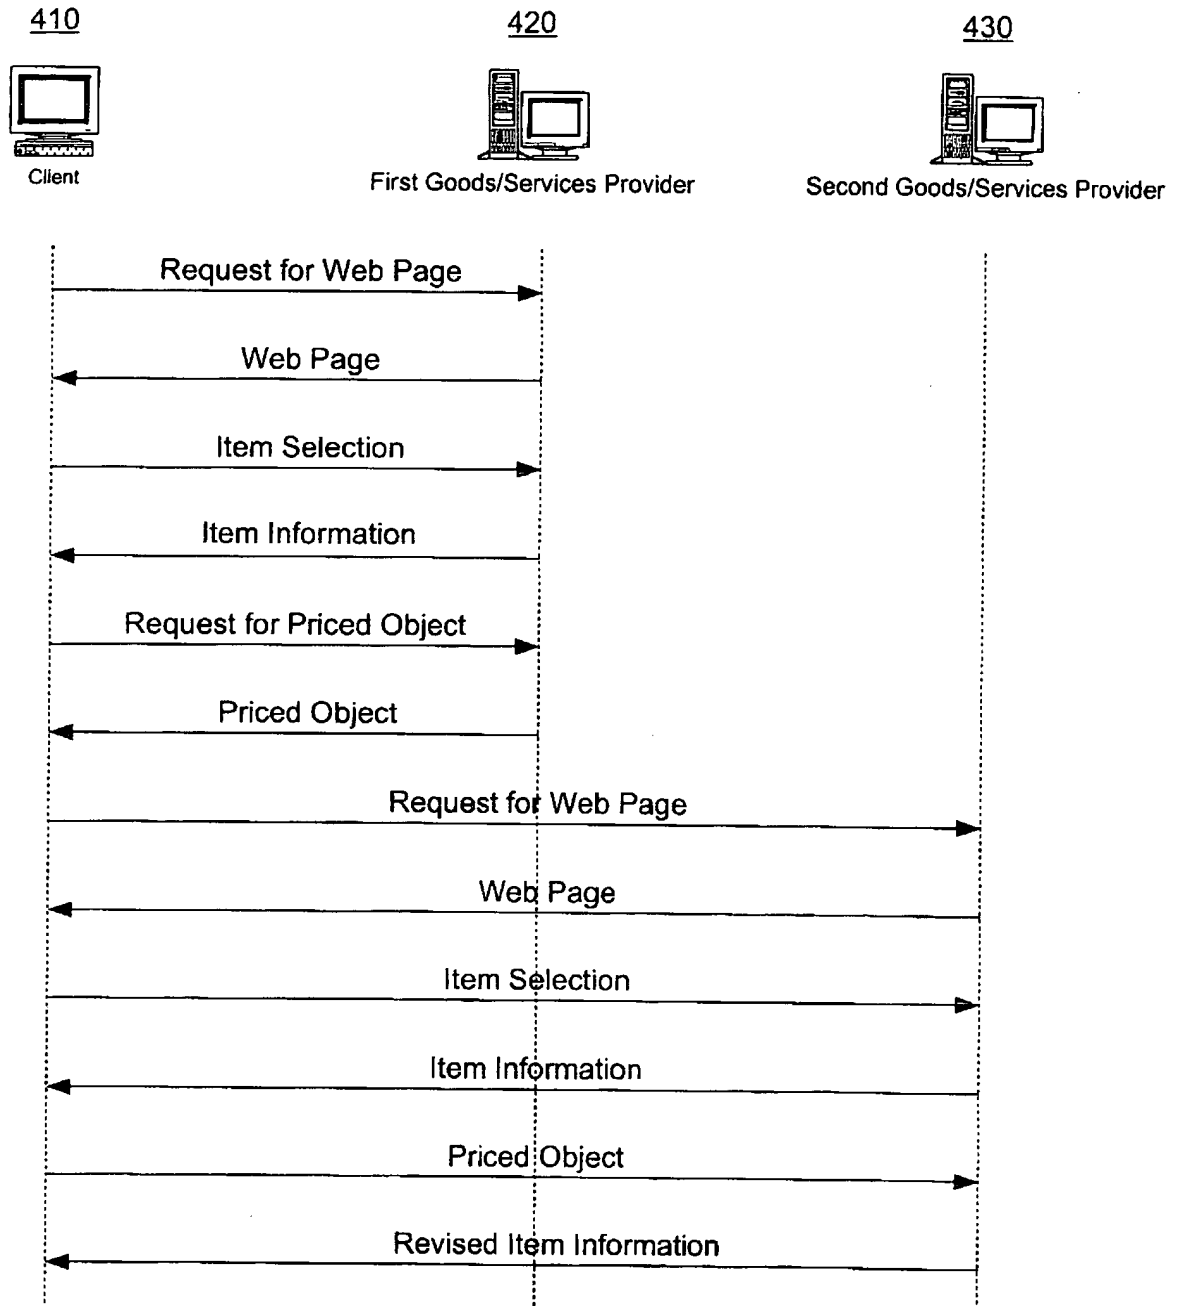 410
420
430
Client
First Goods/Services Provider
Second Goods/Services Provider
Request for Web Page
Web Page
Item Selection
Item Information
Request for Priced Object
Priced Object
Request for Web Page
Web Page
Item Selection
Item Information
Priced Object
Revised Item Information